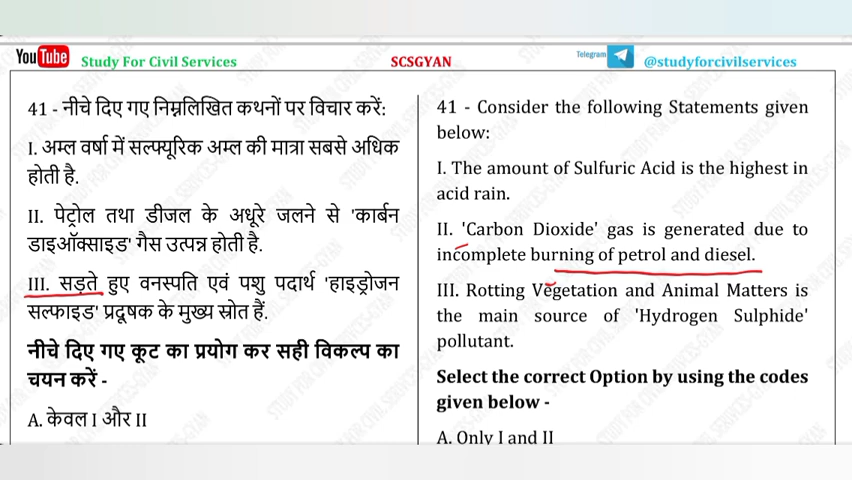 YouTube Study For Civil Services SCSGYAN Telegram @studyforcivilservices
41 - नीचे दिए गए निम्नलिखित कथनों पर विचार करें:
I. अम्ल वर्षा में सल्फ्यूरिक अम्ल की मात्रा सबसे अधिक
होती है.
II. पेट्रोल तथा डीजल के अधूरे जलने से 'कार्बन
डाइऑक्साइड' गैस उत्पन्न होती है.
III. सड़ते हुए वनस्पति एवं पशु पदार्थ 'हाइड्रोजन
सल्फाइड' प्रदूषक के मुख्य स्रोत हैं.
नीचे दिए गए कूट का प्रयोग कर सही विकल्प का
चयन करें -
A. केवल I और II
41 - Consider the following Statements given
below:
I. The amount of Sulfuric Acid is the highest in
acid rain.
II. 'Carbon Dioxide' gas is generated due to
incomplete burning of petrol and diesel.
III. Rotting Vegetation and Animal Matters is
the main source of 'Hydrogen Sulphide'
pollutant.
Select the correct Option by using the codes
given below -
A. Only I and II